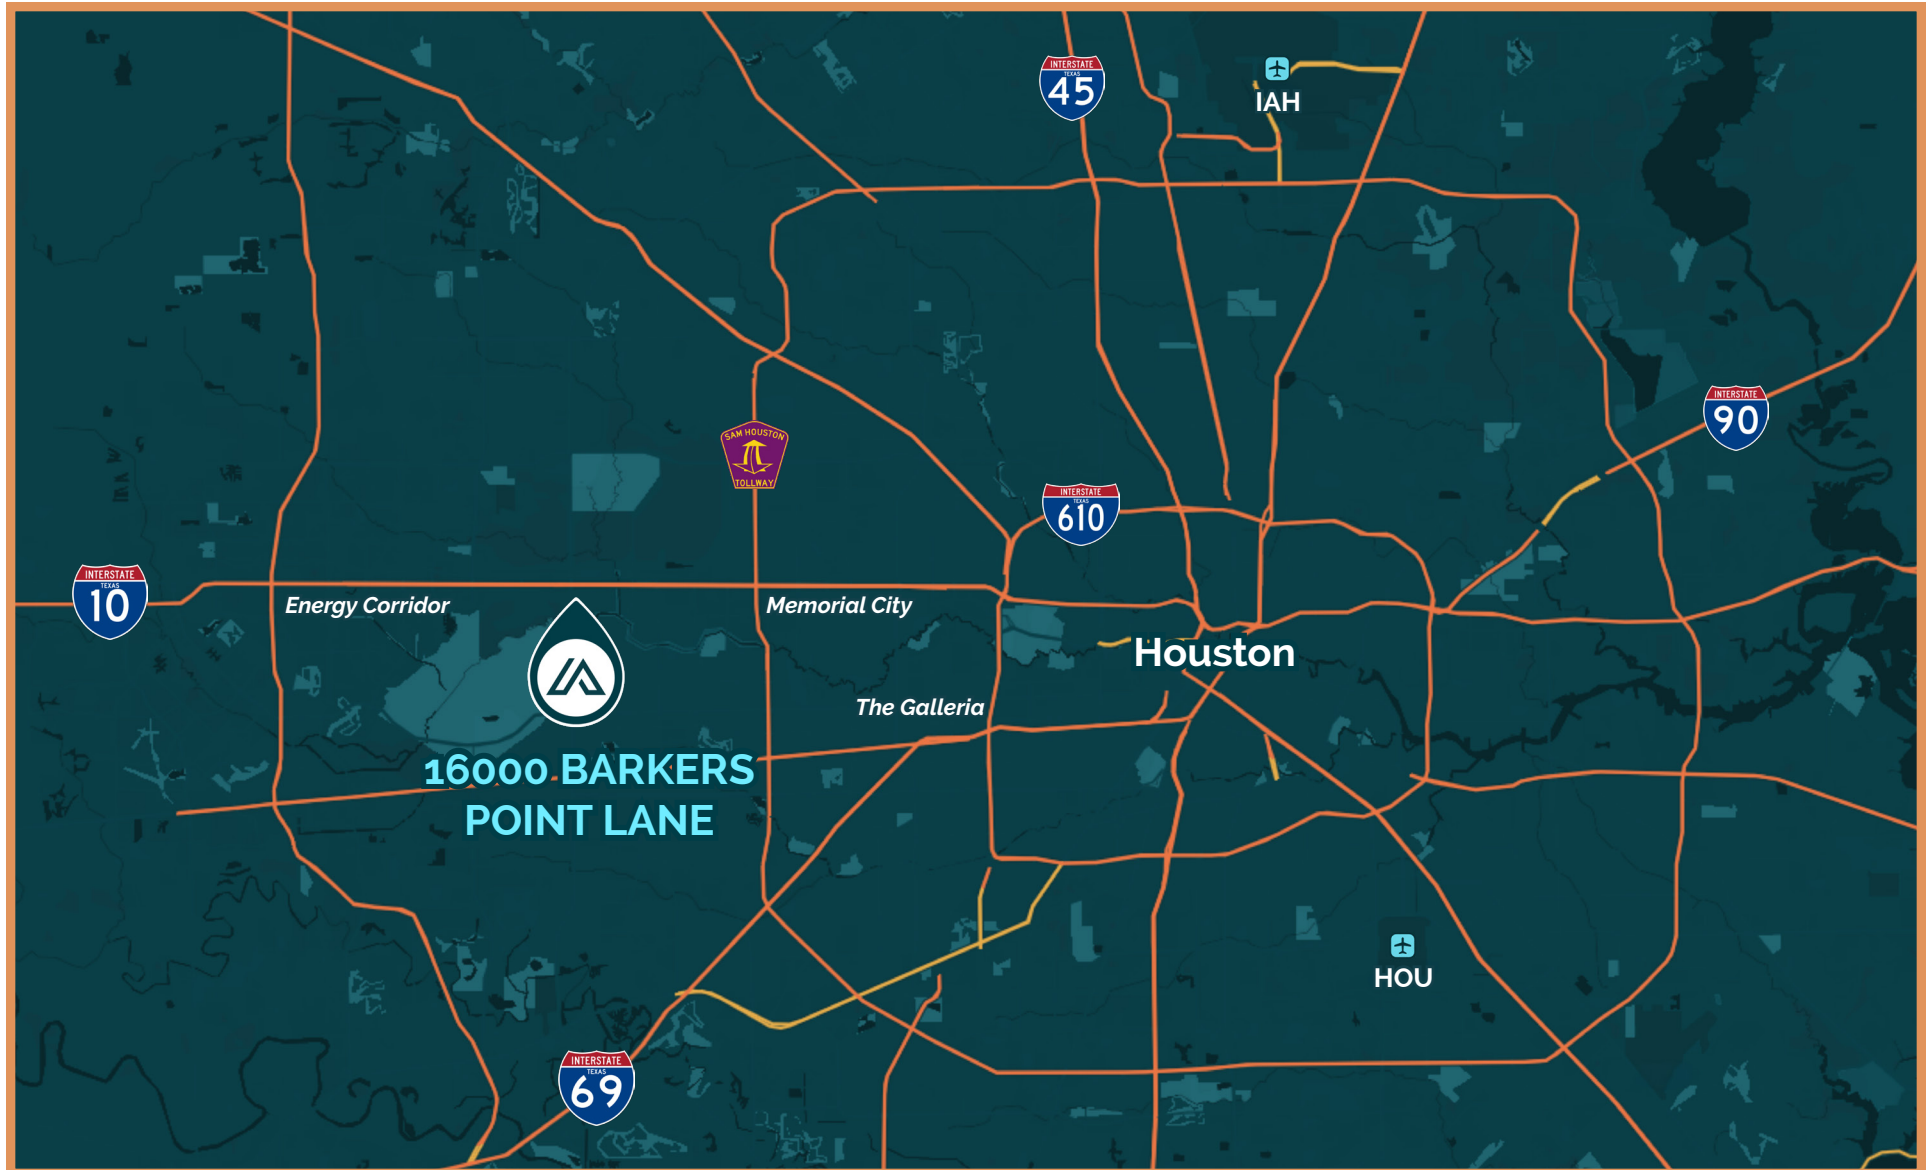 INTERSTATE
TEXAS
45
IAH
INTERSTATE
90
SAM HOUSTON
TOLLWAY
INTERSTATE
TEXAS
610
INTERSTATE
TEXAS
10
Energy Corridor
Memorial City
Houston
The Galleria
16000 BARKERS
POINT LANE
HOU
INTERSTATE
TEXAS
69